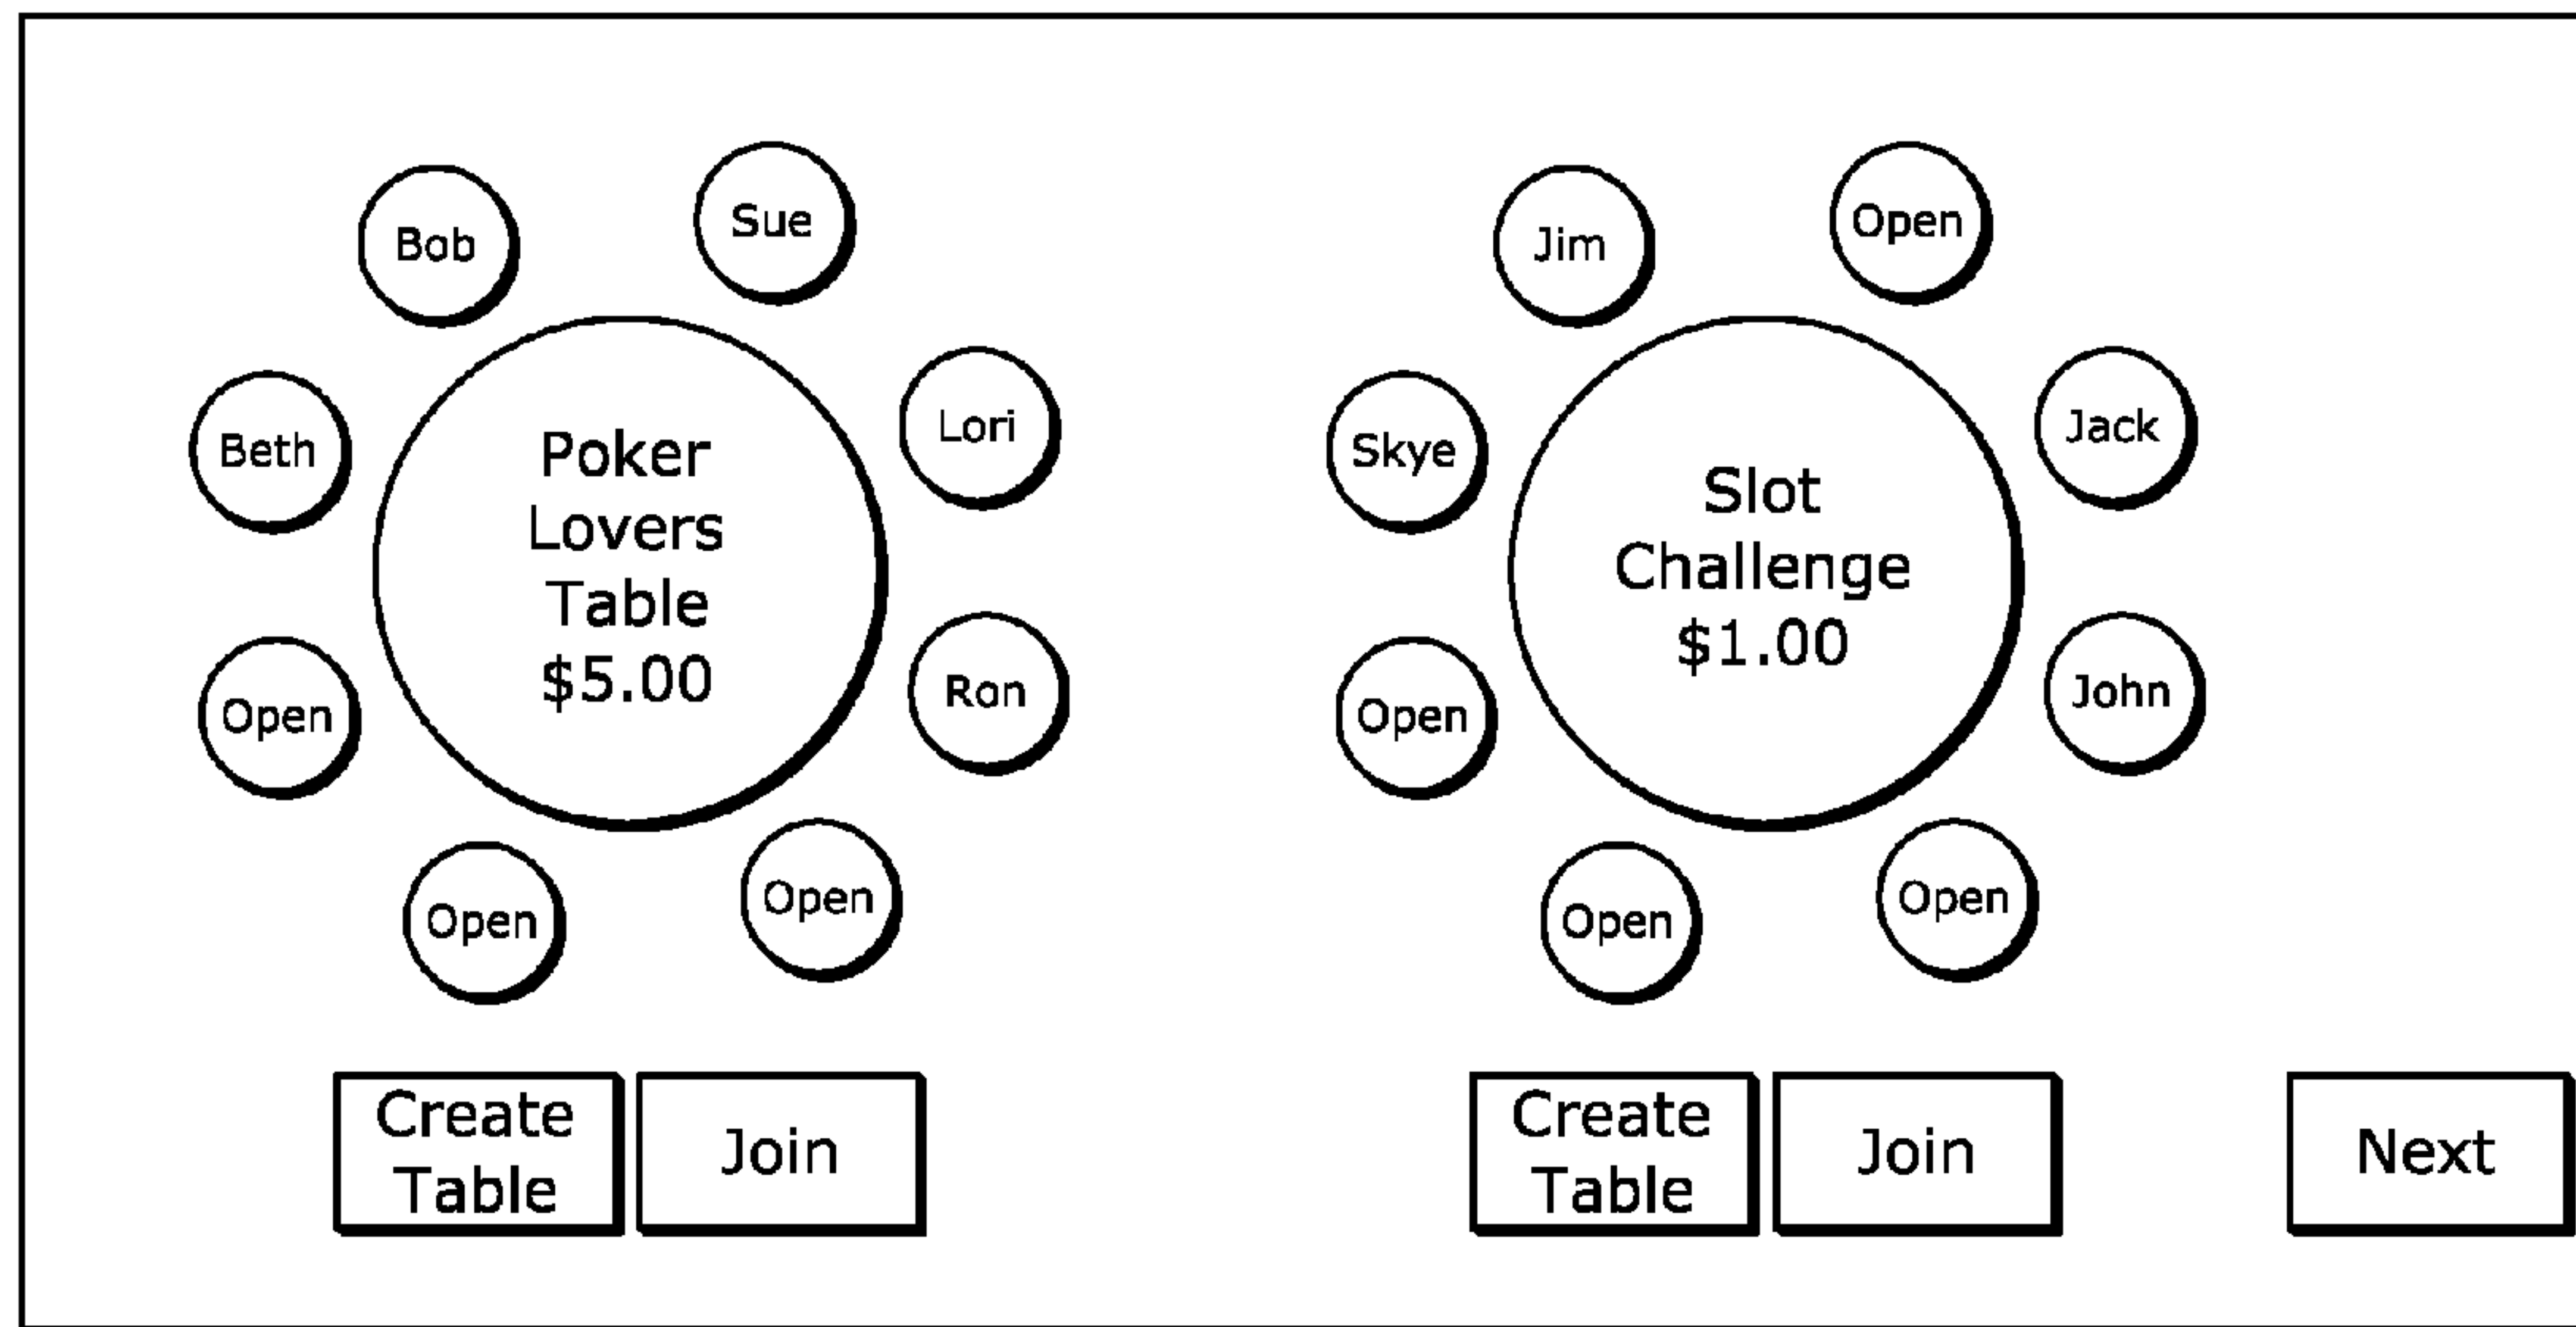 Bob
Sue
Beth
Lori
Poker
Lovers
Table
$5.00
Open
Ron
Open
Open
Jim
Open
Skye
Jack
Slot
Challenge
$1.00
Open
John
Open
Open
Create
Table
Join
Create
Table
Join
Next